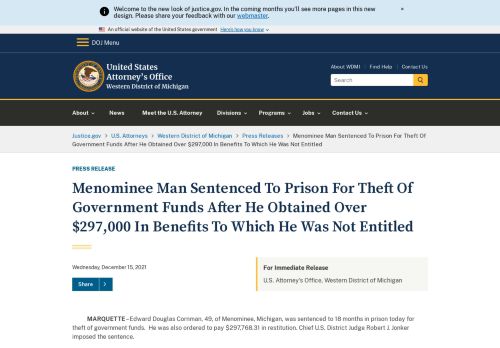 Welcome to the new look of justice.gov. In the coming months you'll see more pages in this new
design. Please share your feedback with our webmaster.
×
An official website of the United States government Here's how you know
DOJ Menu
United States
Attorney's Office
Western District of Michigan
About WDMI | Find Help | Contact Us
Search
About News Meet the U.S. Attorney Divisions Programs Jobs Contact Us
Justice.gov > U.S. Attorneys > Western District of Michigan > Press Releases > Menominee Man Sentenced To Prison For Theft Of
Government Funds After He Obtained Over $297,000 In Benefits To Which He Was Not Entitled
PRESS RELEASE
Menominee Man Sentenced To Prison For Theft Of
Government Funds After He Obtained Over
$297,000 In Benefits To Which He Was Not Entitled
Wednesday, December 15, 2021
Share >
For Immediate Release
U.S. Attorney's Office, Western District of Michigan
MARQUETTE – Edward Douglas Cornman, 49, of Menominee, Michigan, was sentenced to 18 months in prison today for
theft of government funds. He was also ordered to pay $297,768.31 in restitution. Chief U.S. District Judge Robert J. Jonker
imposed the sentence.